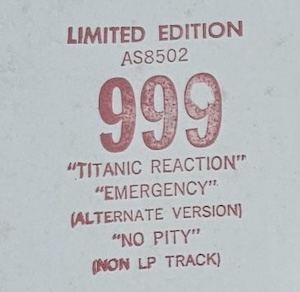 LIMITED EDITION
AS8502
999
"TITANIC REACTION"
"EMERGENCY"
(ALTERNATE VERSION)
"NO PITY"
(NON LP TRACK)